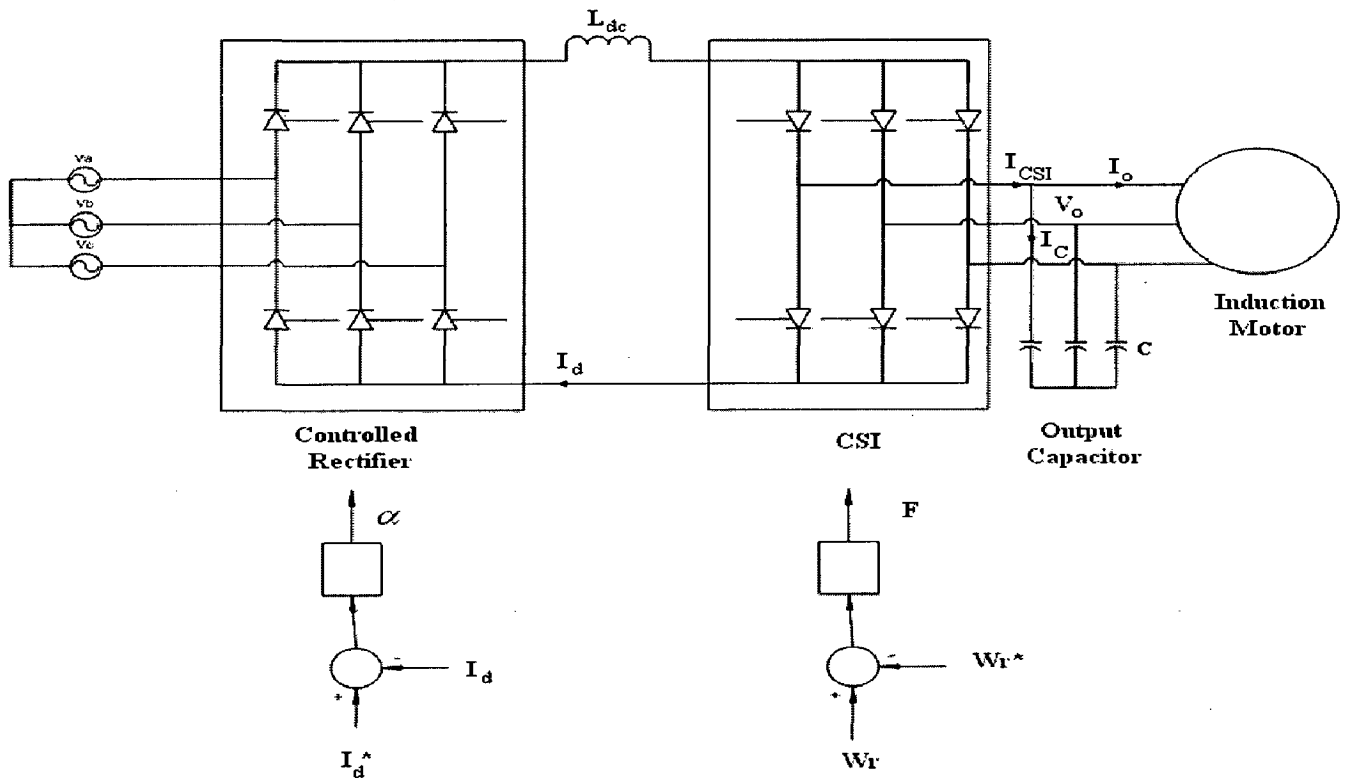 L_dc
va
vb
vc
I_CSI
I_o
V_o
I_C
Induction
Motor
C
I_d
Controlled
Rectifier
CSI
Output
Capacitor
α
F
-
I_d
+
I_d*
-
Wr*
+
Wr